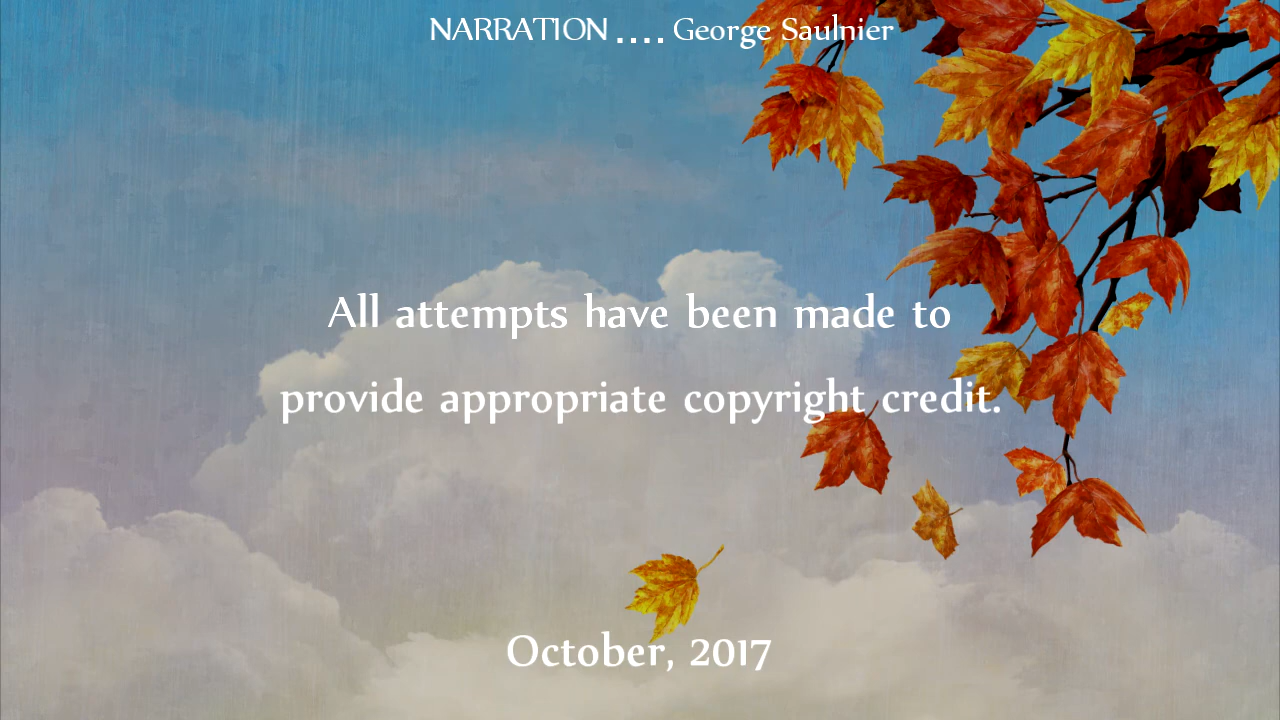 NARRATION .... George Saulnier
All attempts have been made to
provide appropriate copyright credit.
October, 2017